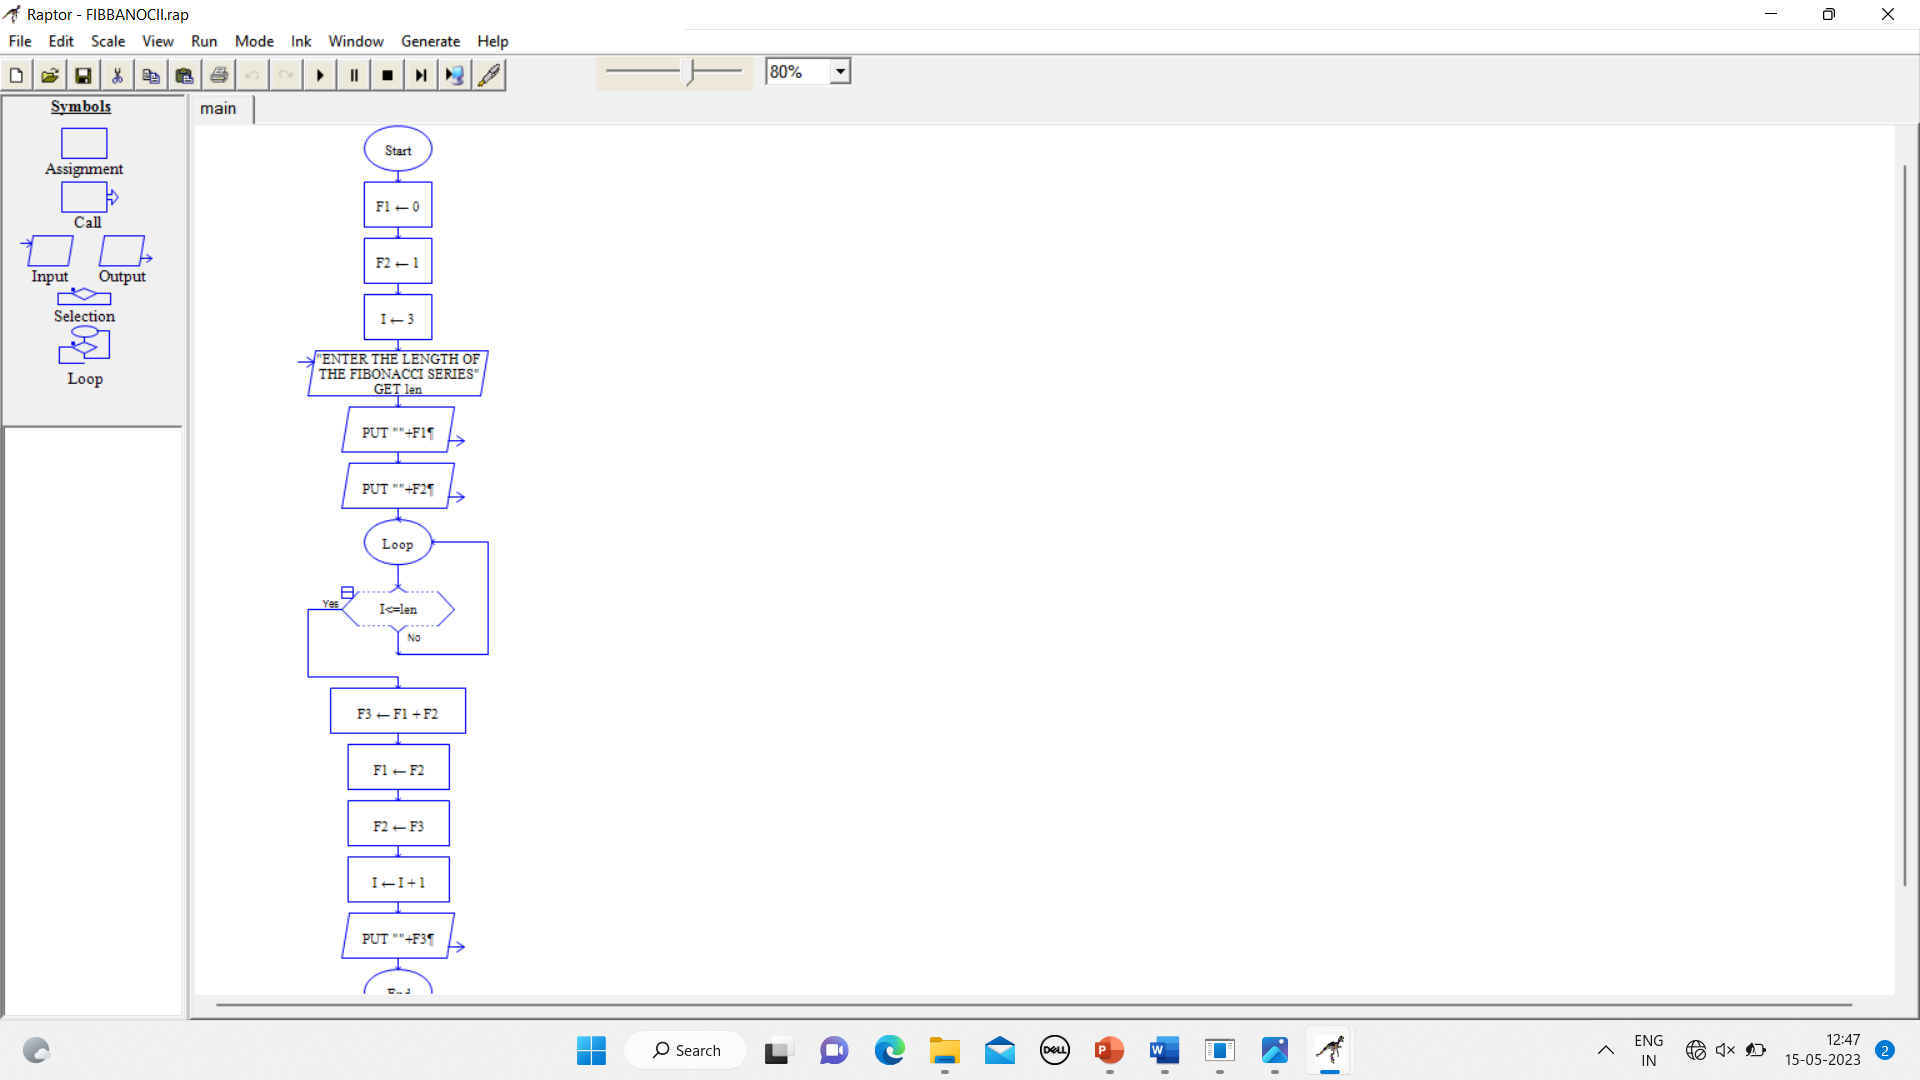 Raptor - FIBBANOCII.rap
File Edit Scale View Run Mode Ink Window Generate Help
80%
Symbols
Assignment
Call
Input Output
Selection
Loop
main
Start
F1 ← 0
F2 ← 1
I ← 3
"ENTER THE LENGTH OF
THE FIBONACCI SERIES"
GET len
PUT ""+F1¶
PUT ""+F2¶
Loop
I<=len
Yes
No
F3 ← F1 + F2
F1 ← F2
F2 ← F3
I ← I + 1
PUT ""+F3¶
End
Search
DELL
P
W
ENG
IN
12:47
15-05-2023
2